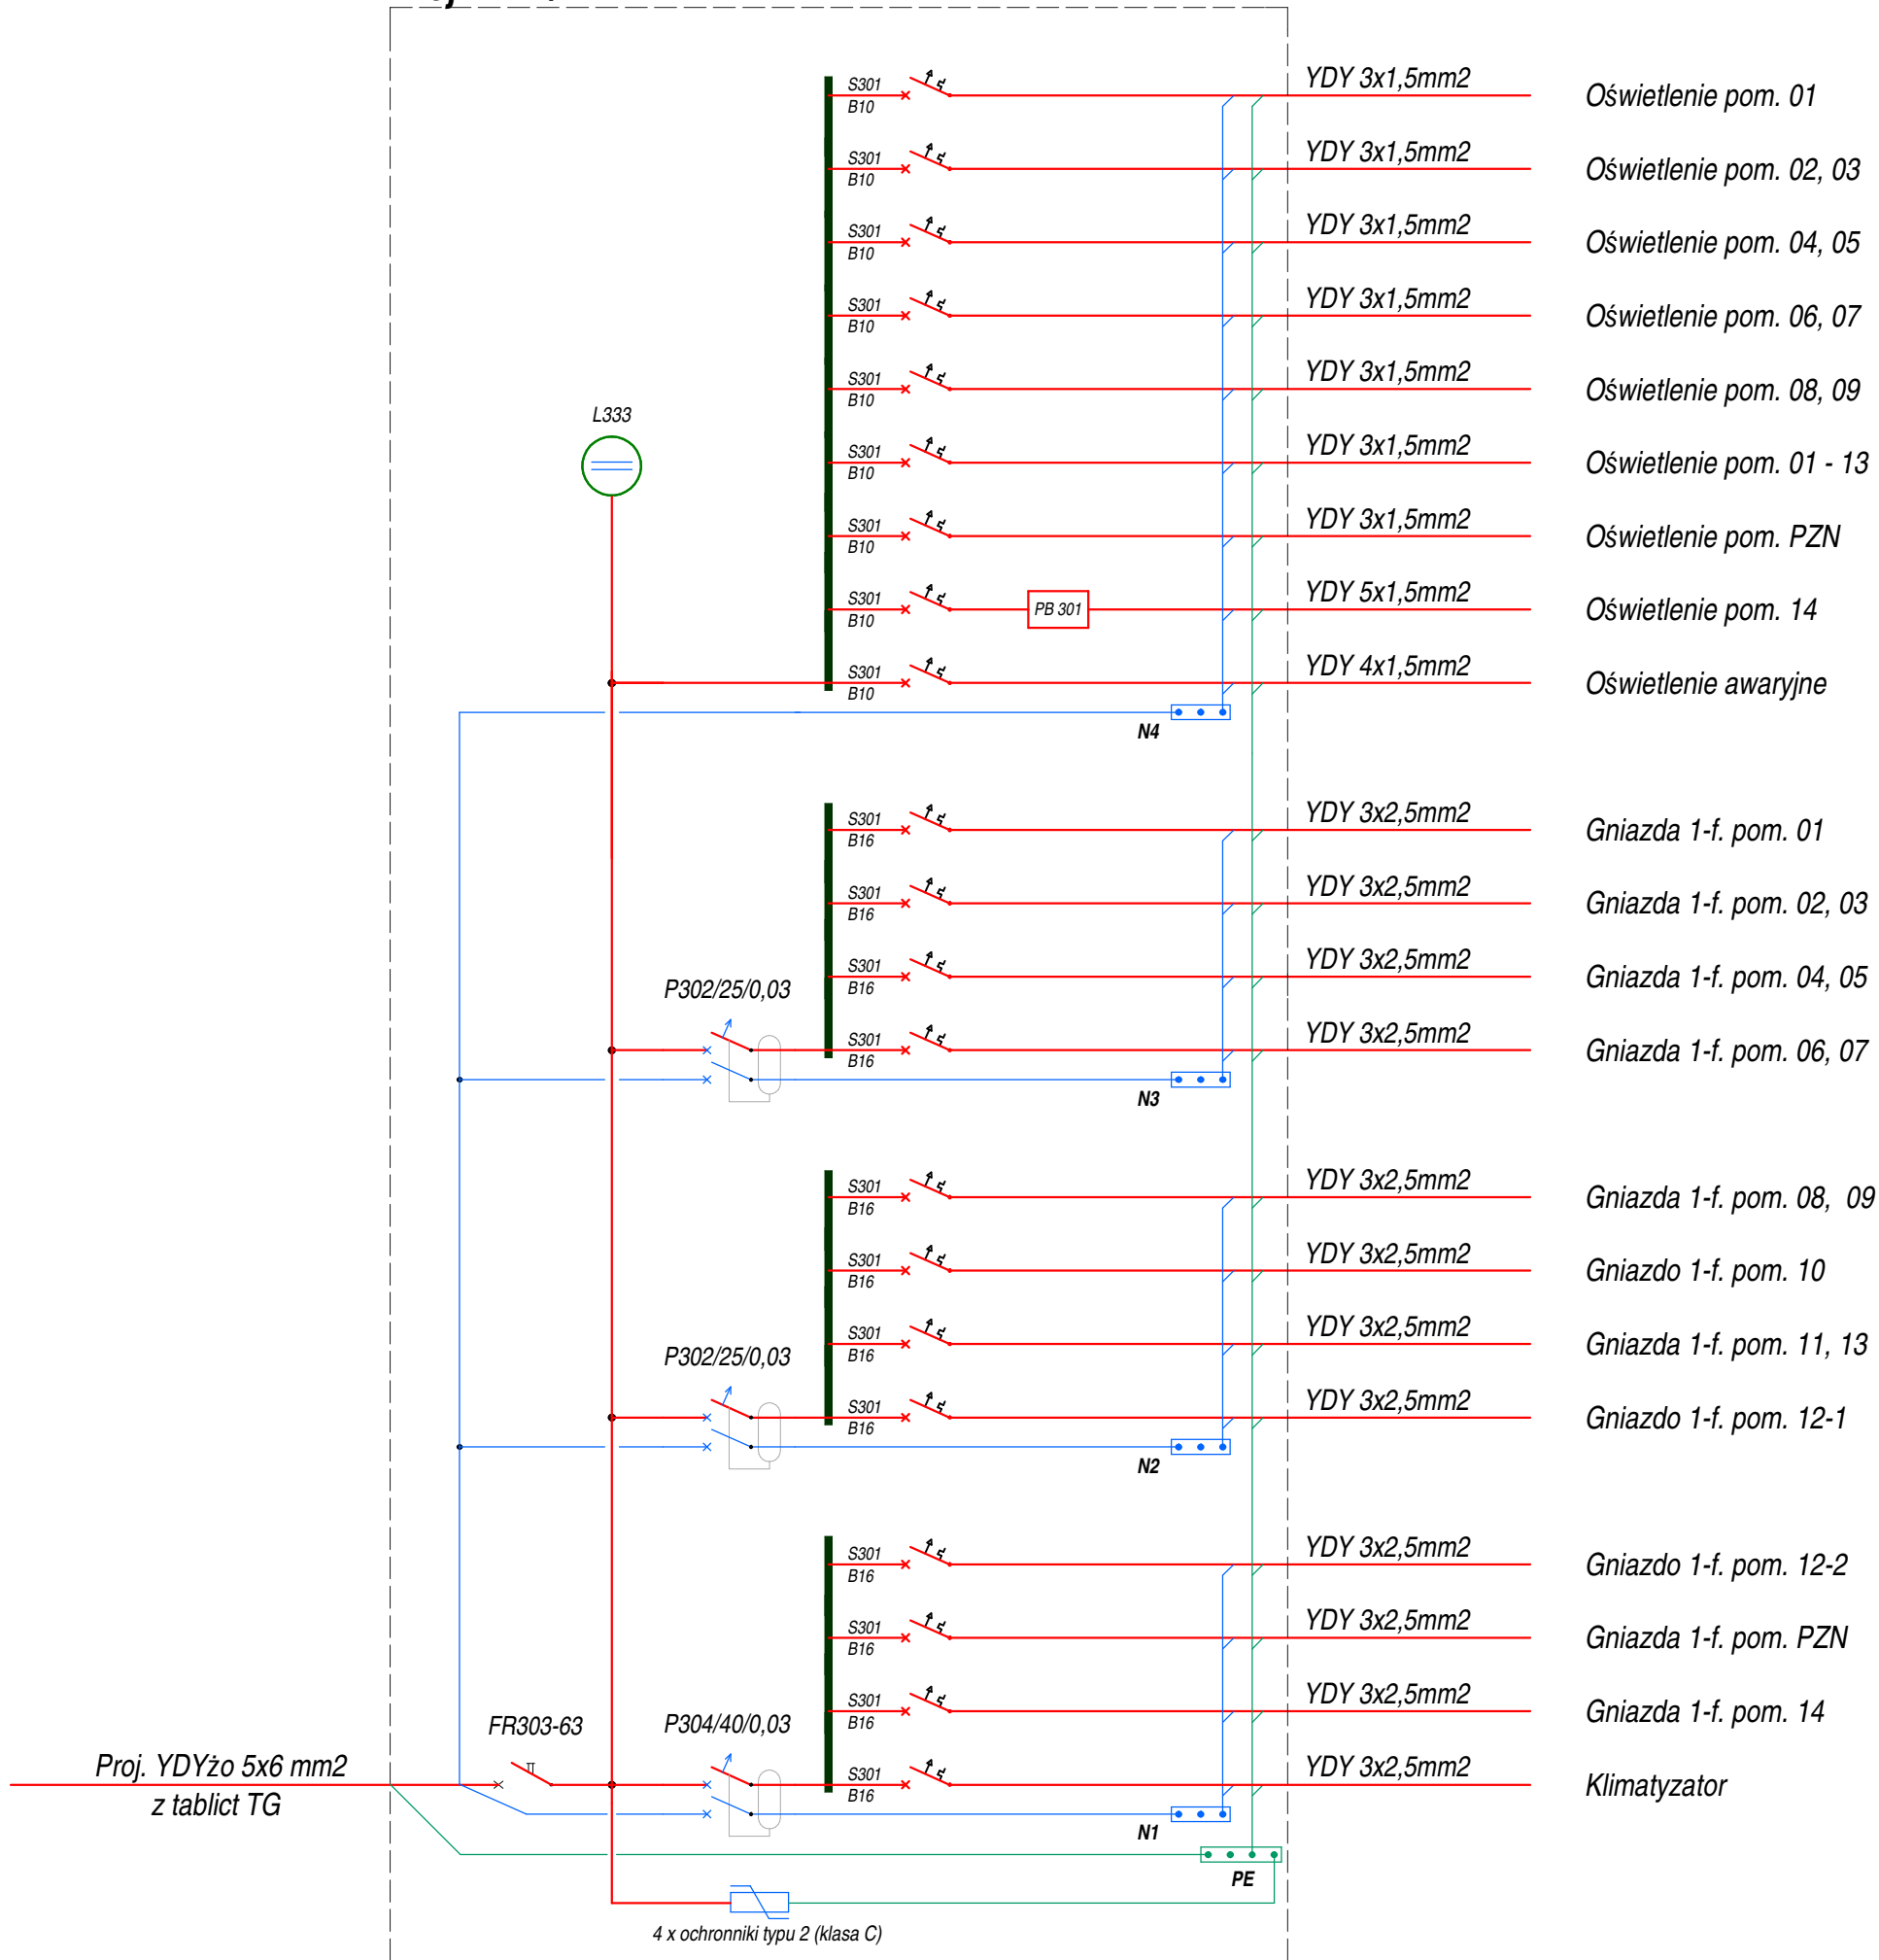 S301
B10
YDY 3x1,5mm2
Oświetlenie pom. 01
S301
B10
YDY 3x1,5mm2
Oświetlenie pom. 02, 03
S301
B10
YDY 3x1,5mm2
Oświetlenie pom. 04, 05
S301
B10
YDY 3x1,5mm2
Oświetlenie pom. 06, 07
S301
B10
YDY 3x1,5mm2
Oświetlenie pom. 08, 09
L333
S301
B10
YDY 3x1,5mm2
Oświetlenie pom. 01 - 13
S301
B10
YDY 3x1,5mm2
Oświetlenie pom. PZN
S301
B10
PB 301
YDY 5x1,5mm2
Oświetlenie pom. 14
S301
B10
YDY 4x1,5mm2
Oświetlenie awaryjne
N4
S301
B16
YDY 3x2,5mm2
Gniazda 1-f. pom. 01
S301
B16
YDY 3x2,5mm2
Gniazda 1-f. pom. 02, 03
S301
B16
YDY 3x2,5mm2
Gniazda 1-f. pom. 04, 05
P302/25/0,03
S301
B16
YDY 3x2,5mm2
Gniazda 1-f. pom. 06, 07
N3
S301
B16
YDY 3x2,5mm2
Gniazda 1-f. pom. 08, 09
S301
B16
YDY 3x2,5mm2
Gniazdo 1-f. pom. 10
S301
B16
YDY 3x2,5mm2
Gniazda 1-f. pom. 11, 13
P302/25/0,03
S301
B16
YDY 3x2,5mm2
Gniazdo 1-f. pom. 12-1
N2
S301
B16
YDY 3x2,5mm2
Gniazdo 1-f. pom. 12-2
S301
B16
YDY 3x2,5mm2
Gniazda 1-f. pom. PZN
S301
B16
YDY 3x2,5mm2
Gniazda 1-f. pom. 14
FR303-63
P304/40/0,03
S301
B16
YDY 3x2,5mm2
Klimatyzator
Proj. YDYżo 5x6 mm2
z tablict TG
N1
PE
4 x ochronniki typu 2 (klasa C)